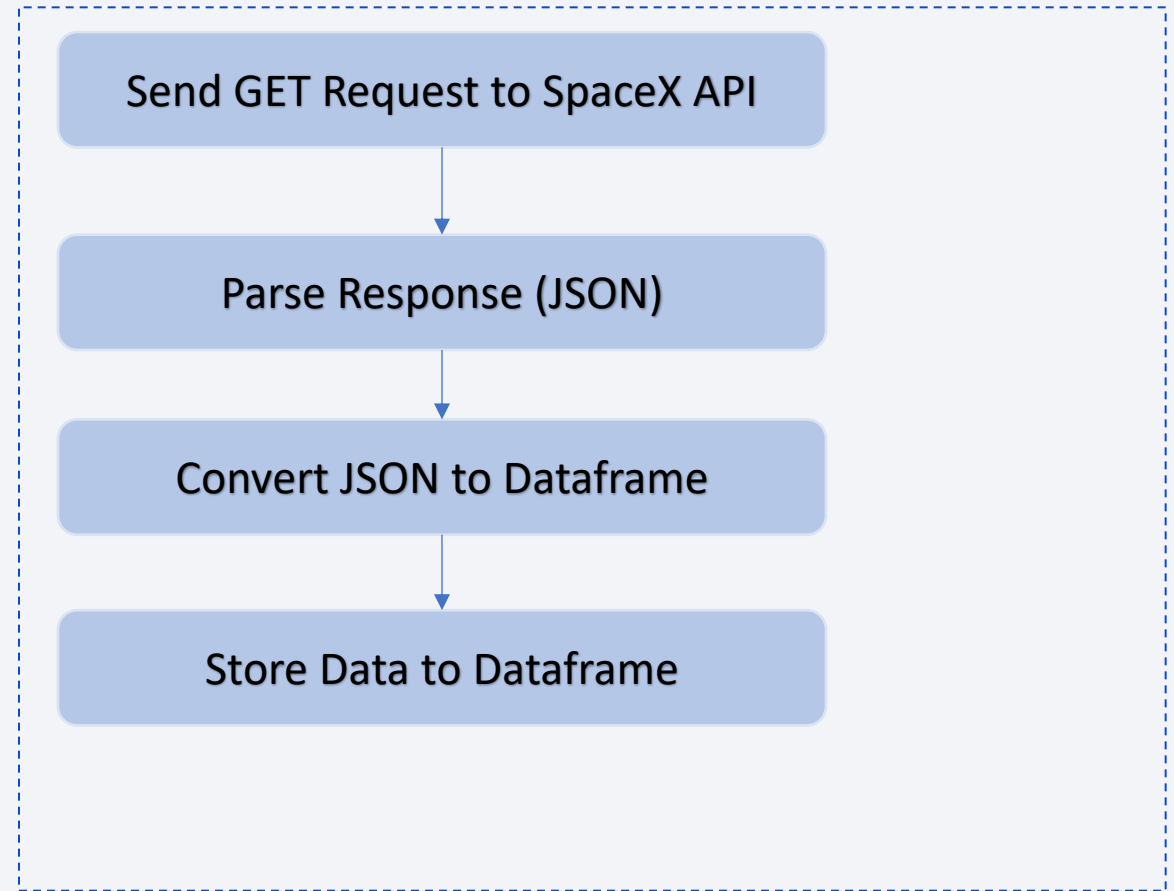 Send GET Request to SpaceX API
Parse Response (JSON)
Convert JSON to Dataframe
Store Data to Dataframe